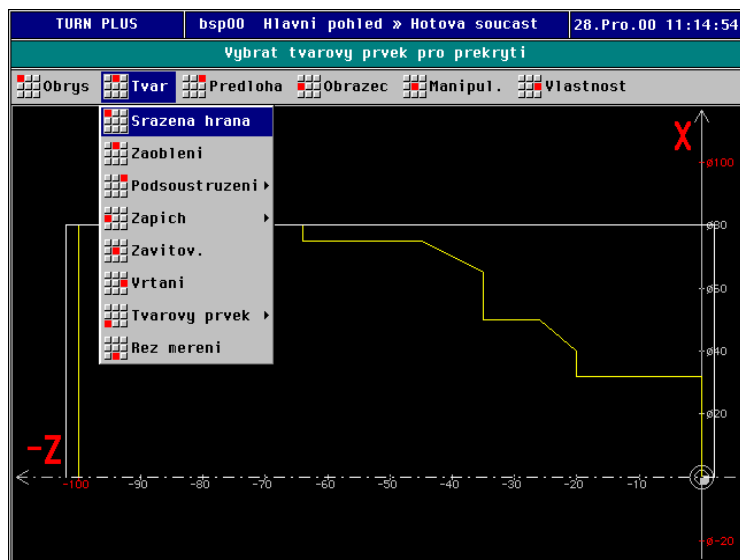 TURN PLUS bsp00 Hlavni pohled » Hotova soucast 28.Pro.00 11:14:54
Vybrat tvarovy prvek pro prekryti
Obrys Tvar Predloha Obrazec Manipul. Vlastnost
Srazena hrana
Zaobleni
Podsoustruzeni
Zapich
Zavitov.
Vrtani
Tvarovy prvek
Rez mereni
X
ø100
ø80
ø60
ø40
ø20
-Z
-100 -90 -80 -70 -60 -50 -40 -30 -20 -10
ø-20